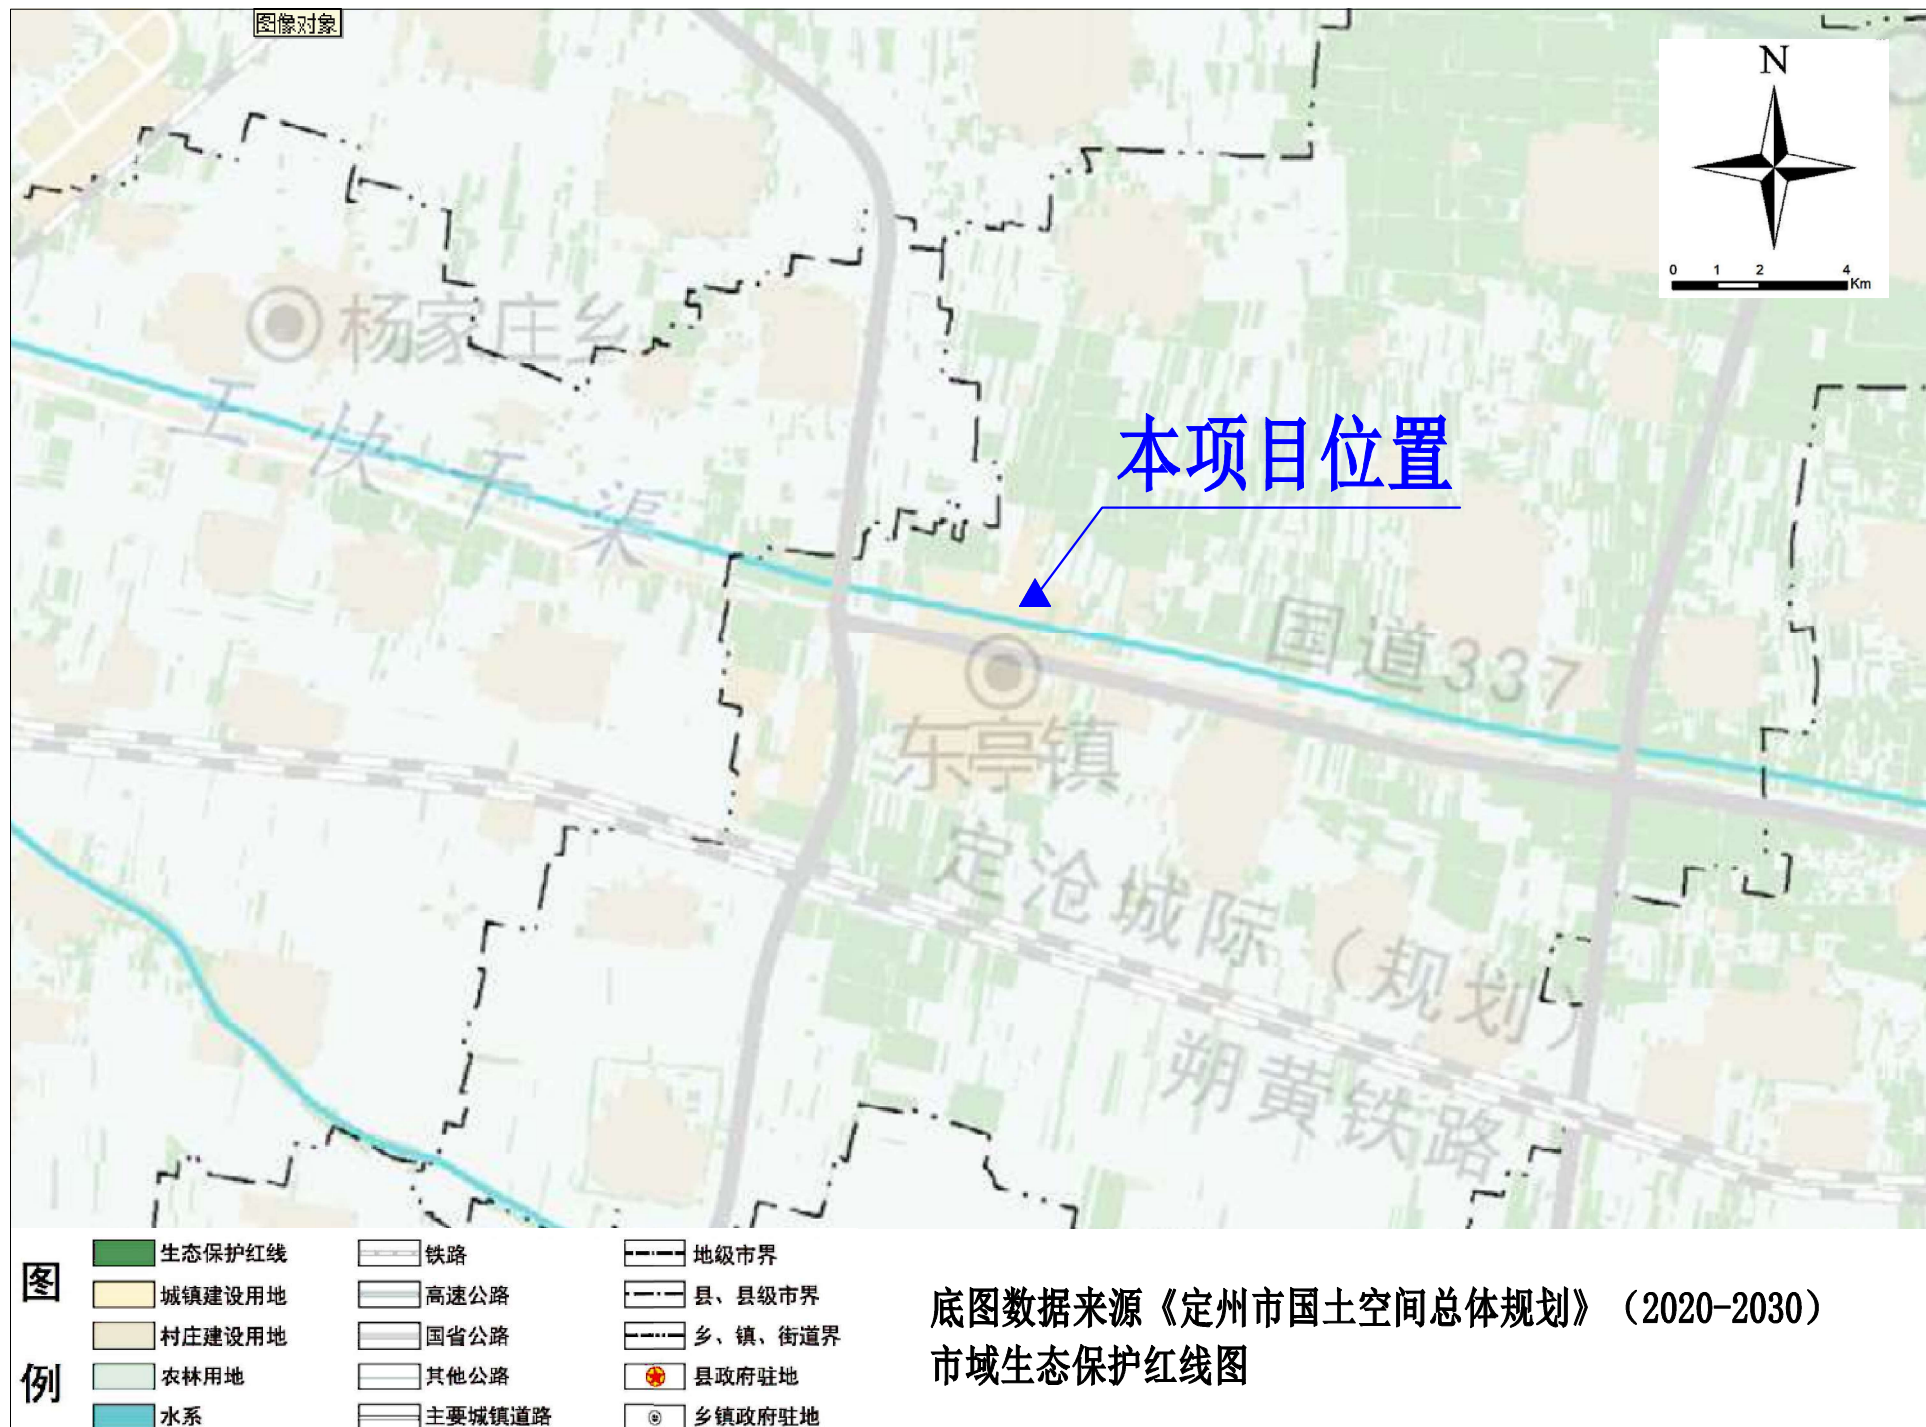 图像对象
N
0 1 2 4
Km
杨家庄乡
王快干渠
本项目位置
国道337
东亭镇
定沧城际（规划）
朔黄铁路
图例
生态保护红线
城镇建设用地
村庄建设用地
农林用地
水系
铁路
高速公路
国省公路
其他公路
主要城镇道路
地级市界
县、县级市界
乡、镇、街道界
县政府驻地
乡镇政府驻地
底图数据来源《定州市国土空间总体规划》（2020-2030）
市域生态保护红线图